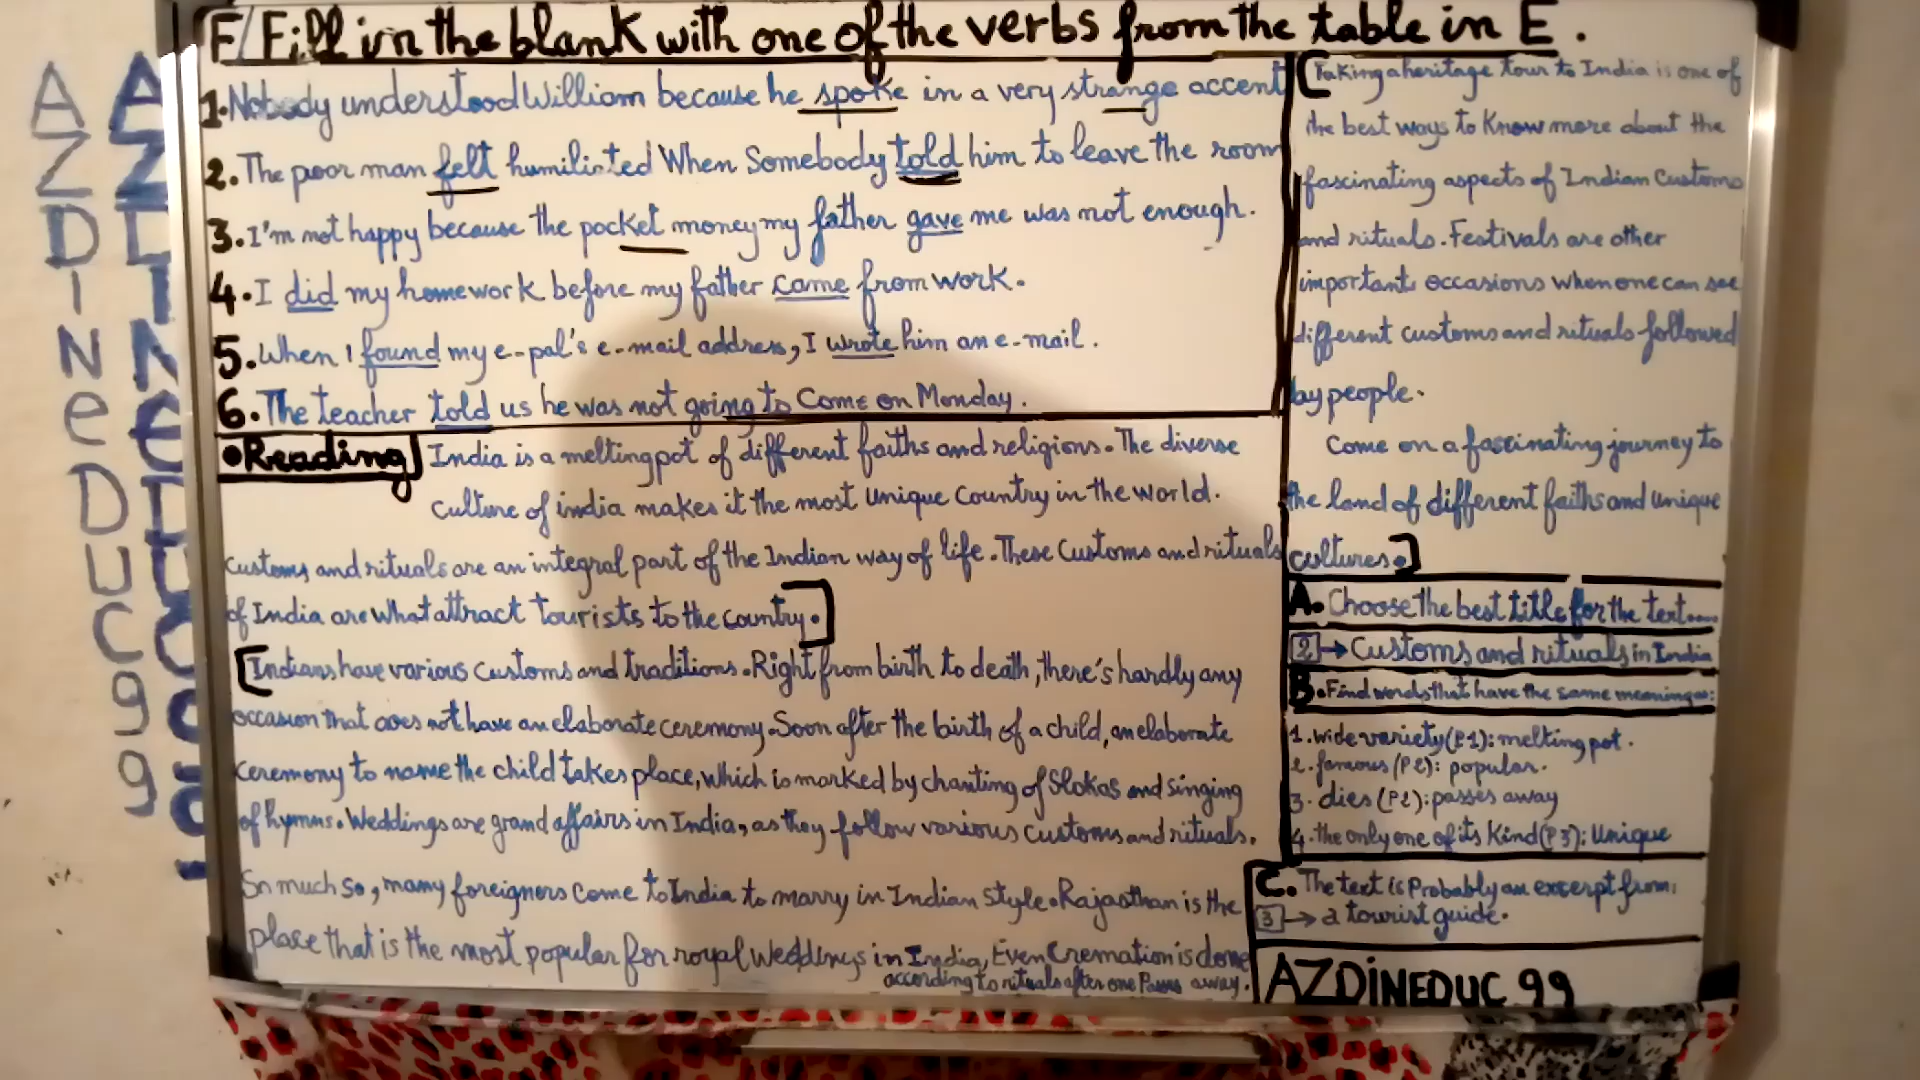 F/ Fill in the blank with one of the verbs from the table in E.
1. Nobody understood William because he spoke in a very strange accent
2. The poor man felt humilinted When Somebody told him to leave the room
3. I'm not happy because the pocket money my father gave me was not enough.
4. I did my homework before my father came from work.
5. When I found my e-pal's e-mail address, I wrote him an e-mail.
6. The teacher told us he was not going to Come on Monday.
• Reading
India is a melting pot of different faiths and religions. The diverse
culture of india makes it the most Unique Country in the world.
customs and rituals are an integral part of the Indian way of life. These Customs and rituals
of India are what attract tourists to the country.]
[Indians have various customs and traditions. Right from birth to death, there's hardly any
occasion that does not have an elaborate ceremony. Soon after the birth of a child, an elaborate
ceremony to name the child takes place, which is marked by chanting of Slokas and singing
of hymns. Weddings are grand affairs in India, as they follow various customs and rituals.
So much so, many foreigners come to India to marry in Indian style. Rajasthan is the
place that is the most popular for royal Weddings in India, Even Cremation is done
according to rituals after one Passes away.
[Taking a heritage tour to India is one of
the best ways to Know more about the
fascinating aspects of Indian Customs
and rituals. Festivals are other
important occasions when one can see
different customs and rituals followed
by people.
Come on a fascinating journey to
the land of different faiths and unique
cultures.]
A. Choose the best title for the text....
2 → Customs and rituals in India
B. Find words that have the same meaning as:
1. wide variety (P1): melting pot.
2. famous (P2): popular.
3. dies (P2): passes away
4. the only one of its Kind (P3): Unique
C. The text is Probably an excerpt from:
3 → a tourist guide.
AZDINEDUC 99
AZDINeDUC99